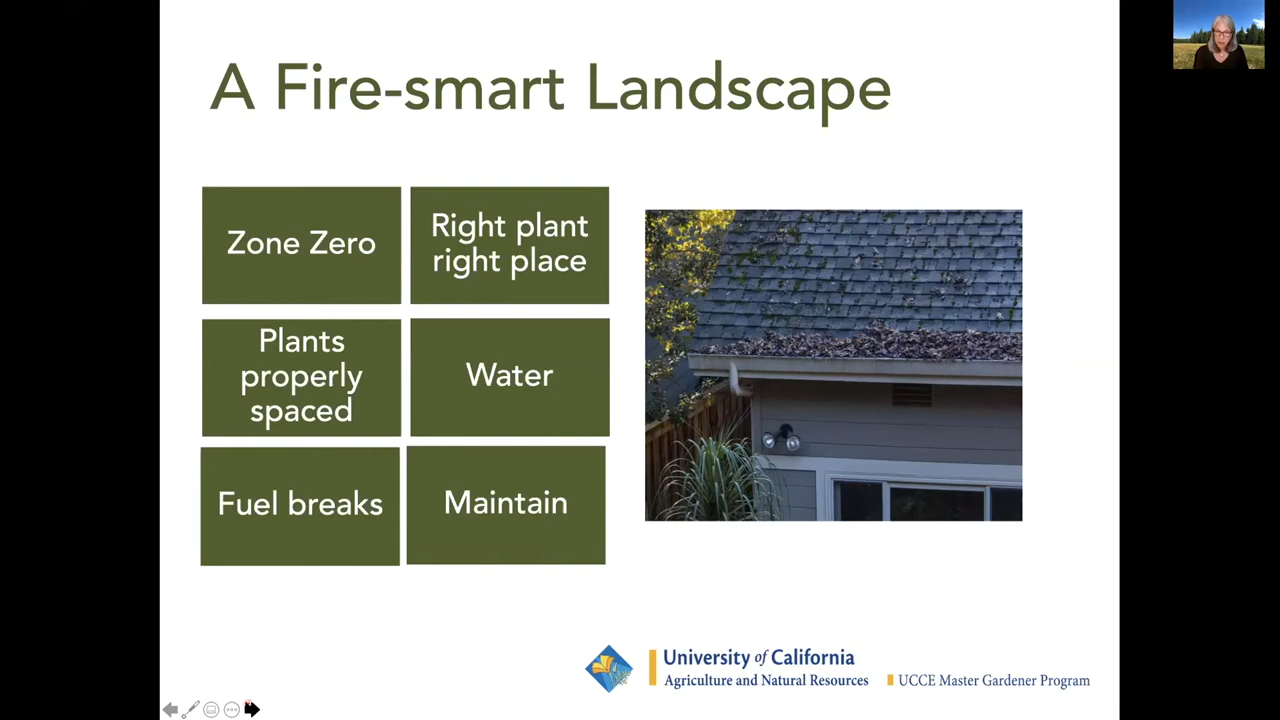 A Fire-smart Landscape
Zone Zero
Right plant
right place
Plants
properly
spaced
Water
Fuel breaks
Maintain
University of California
Agriculture and Natural Resources
UCCE Master Gardener Program